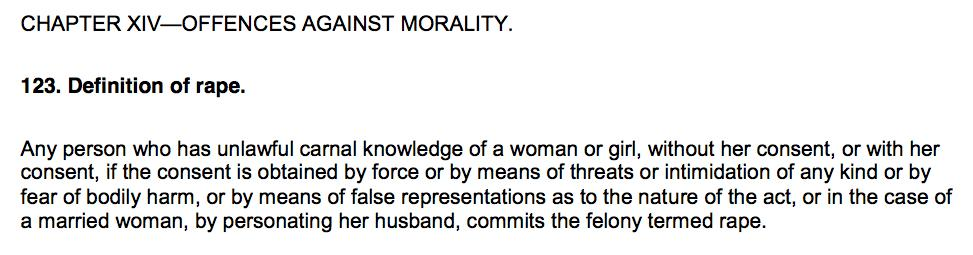 CHAPTER XIV—OFFENCES AGAINST MORALITY.
123. Definition of rape.
Any person who has unlawful carnal knowledge of a woman or girl, without her consent, or with her
consent, if the consent is obtained by force or by means of threats or intimidation of any kind or by
fear of bodily harm, or by means of false representations as to the nature of the act, or in the case of
a married woman, by personating her husband, commits the felony termed rape.